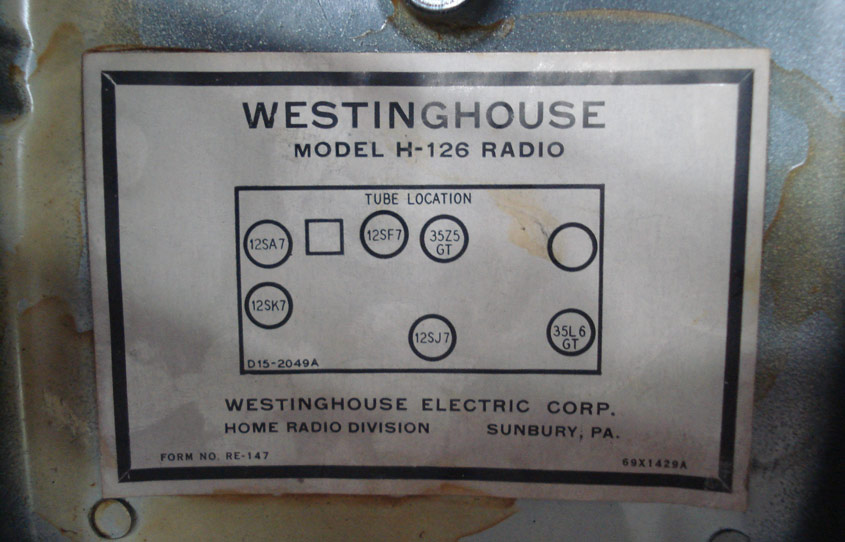 WESTINGHOUSE
MODEL H-126 RADIO
TUBE LOCATION
12SA7 12SF7 35Z5 GT
12SK7
12SJ7 35L6 GT
D15-2049A
WESTINGHOUSE ELECTRIC CORP.
HOME RADIO DIVISION SUNBURY, PA.
FORM NO. RE-147 69X1429A